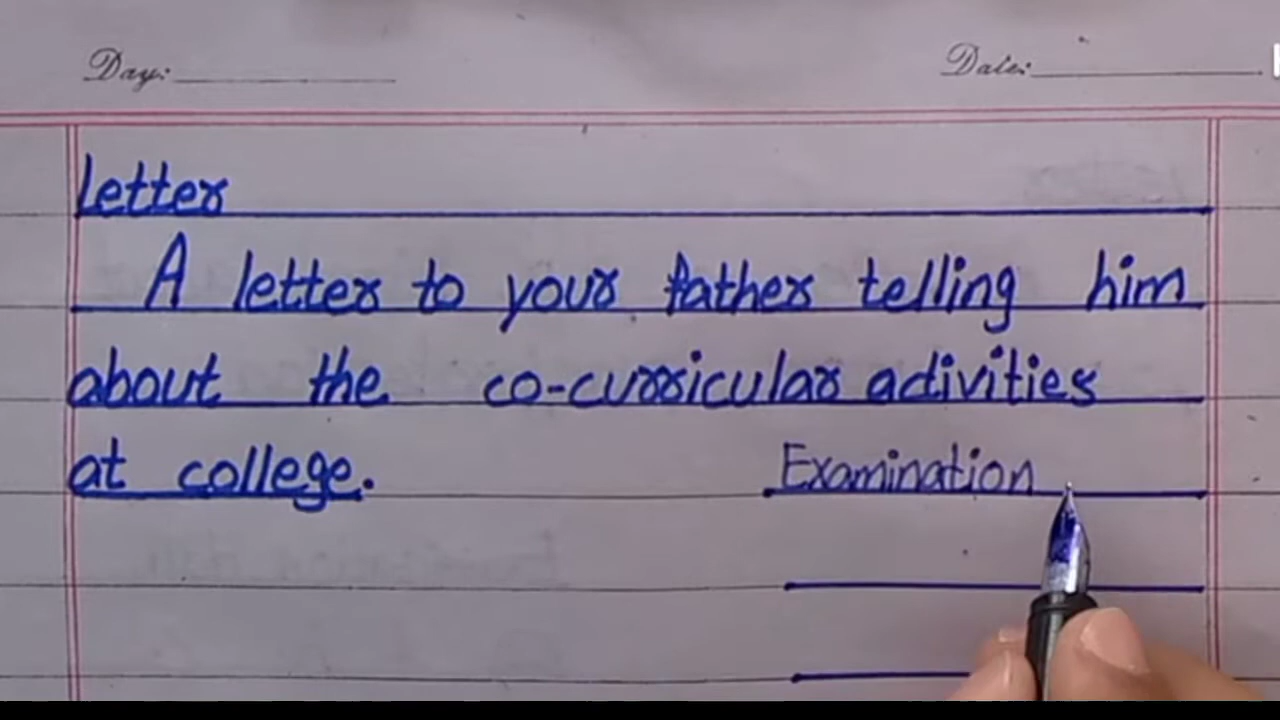 Day:
Date:
letter
A letter to your father telling him
about the co-curricular activities
at college.
Examination